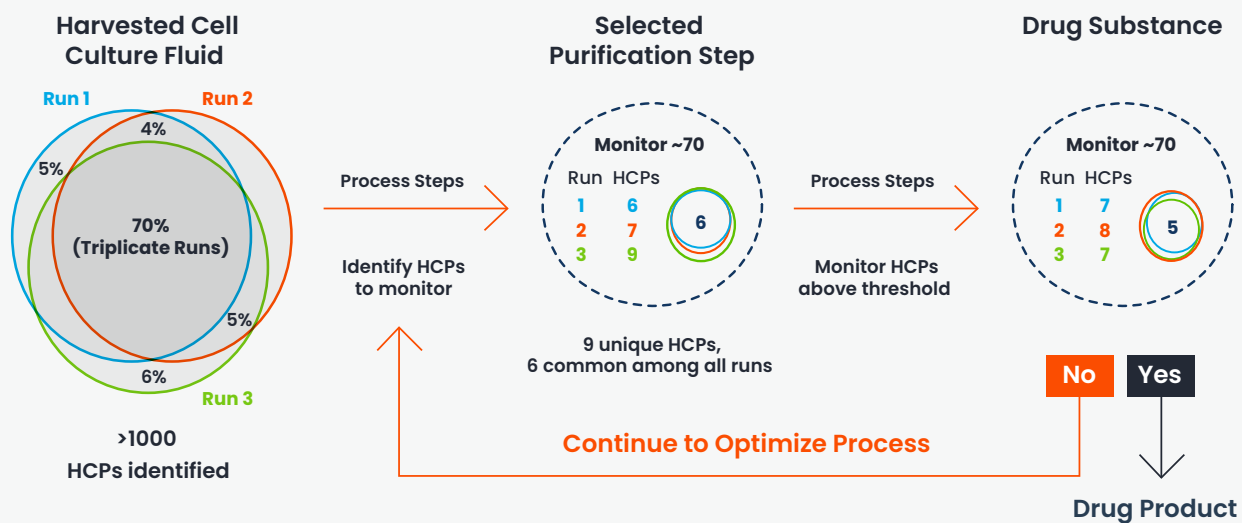 Harvested Cell
Culture Fluid
Run 1
Run 2
4%
5%
70%
(Triplicate Runs)
5%
6%
Run 3
>1000
HCPs identified
Process Steps
Identify HCPs
to monitor
Selected
Purification Step
Monitor ~70
Run HCPs
1 6
2 7
3 9
6
9 unique HCPs,
6 common among all runs
Process Steps
Monitor HCPs
above threshold
Drug Substance
Monitor ~70
Run HCPs
1 7
2 8
3 7
5
No
Yes
Continue to Optimize Process
Drug Product